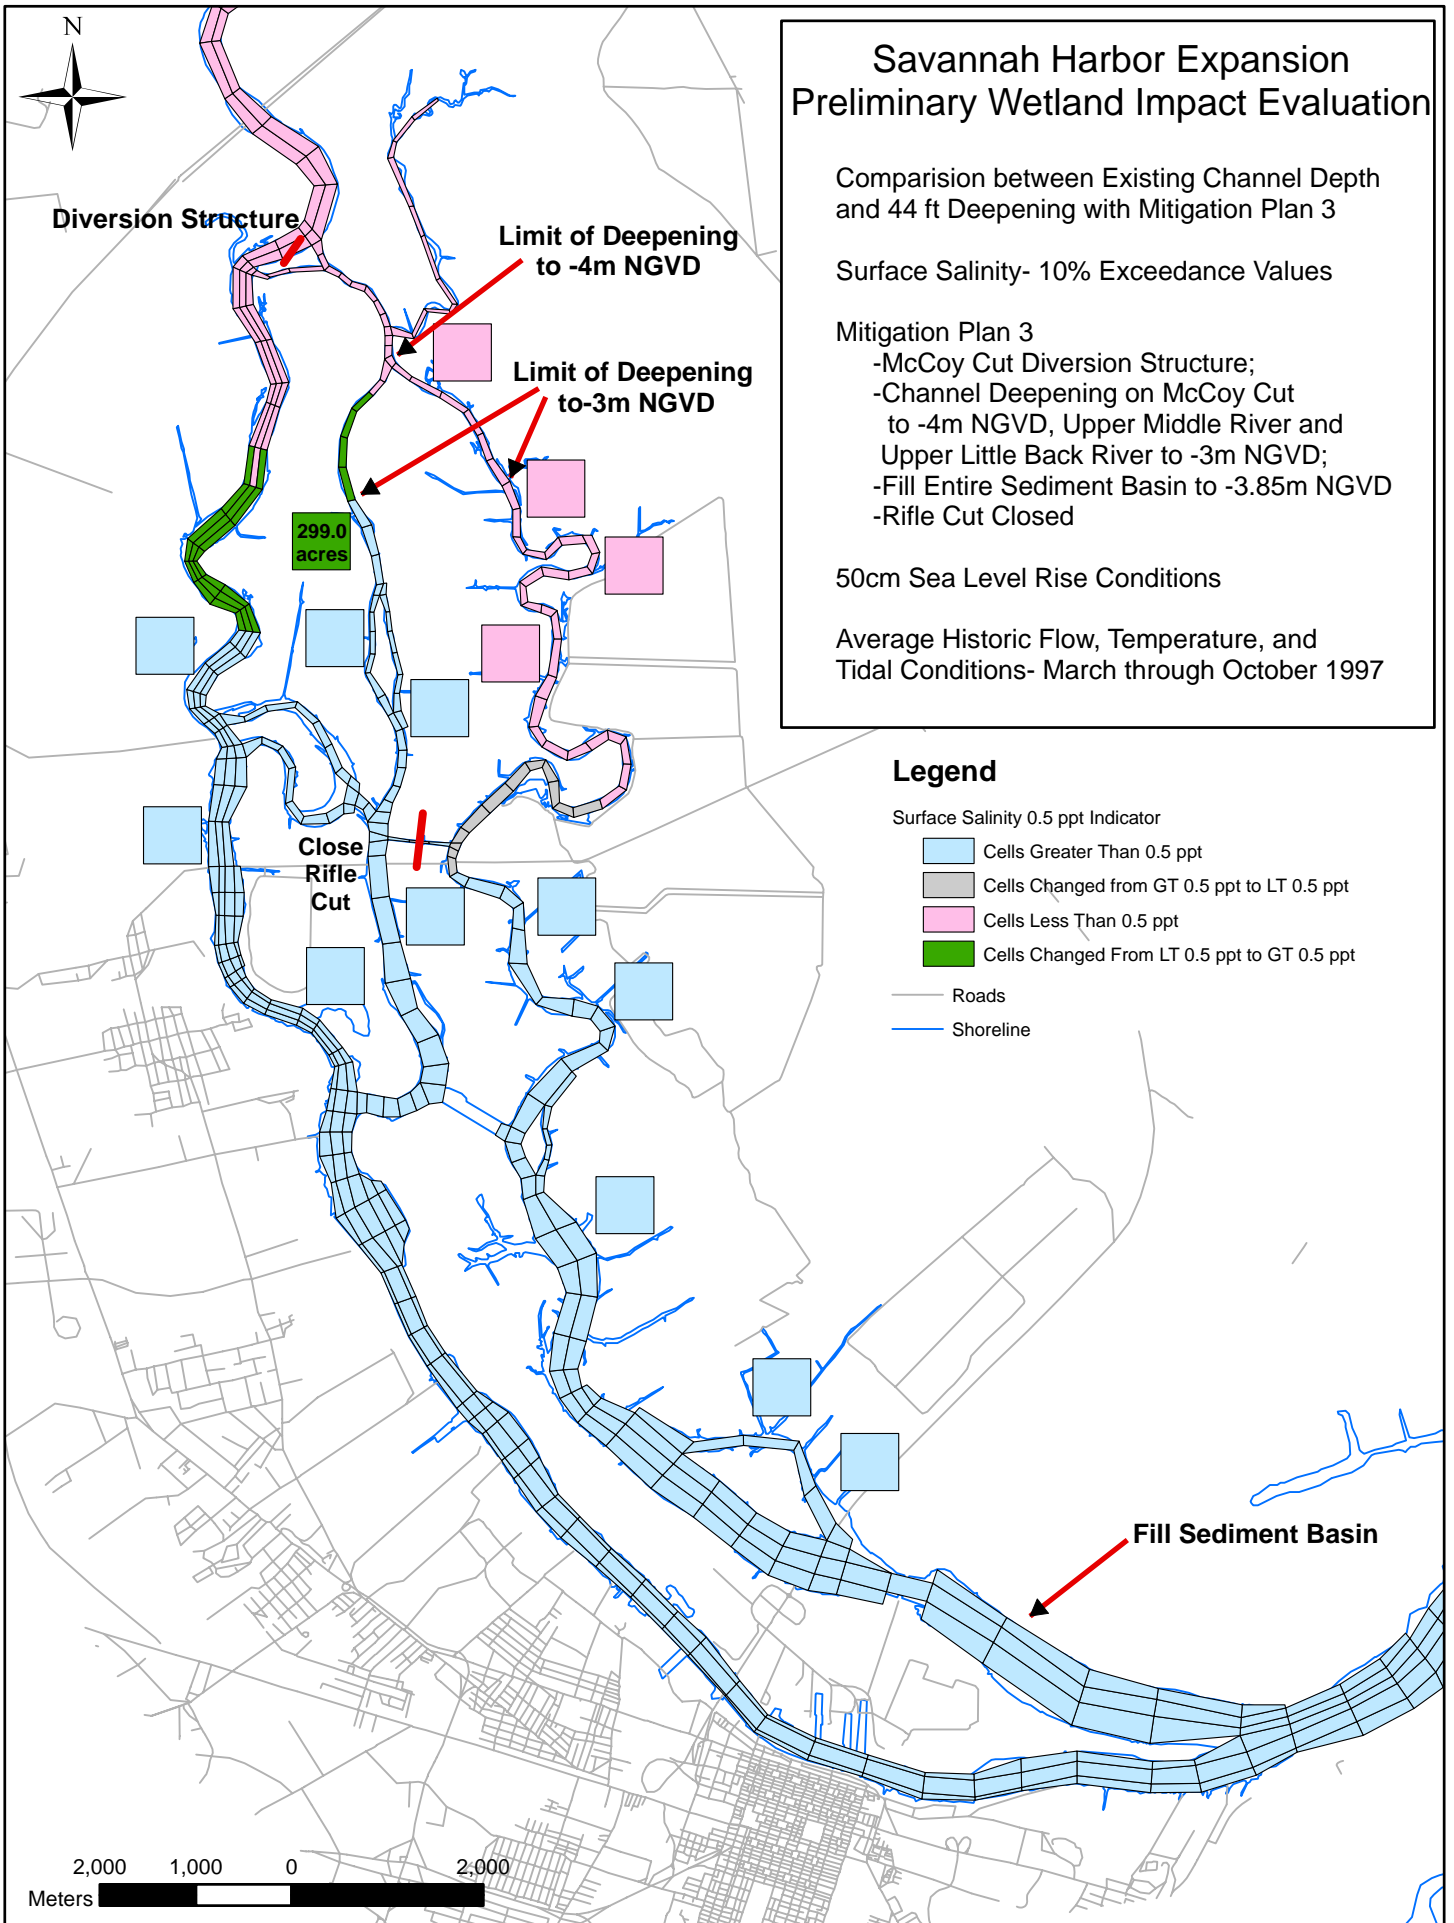 N
Savannah Harbor Expansion
Preliminary Wetland Impact Evaluation
Comparision between Existing Channel Depth
and 44 ft Deepening with Mitigation Plan 3
Surface Salinity- 10% Exceedance Values
Mitigation Plan 3
-McCoy Cut Diversion Structure;
-Channel Deepening on McCoy Cut
to -4m NGVD, Upper Middle River and
Upper Little Back River to -3m NGVD;
-Fill Entire Sediment Basin to -3.85m NGVD
-Rifle Cut Closed
50cm Sea Level Rise Conditions
Average Historic Flow, Temperature, and
Tidal Conditions- March through October 1997
Diversion Structure
Limit of Deepening
to -4m NGVD
Limit of Deepening
to-3m NGVD
299.0
acres
Close
Rifle
Cut
Legend
Surface Salinity 0.5 ppt Indicator
Cells Greater Than 0.5 ppt
Cells Changed from GT 0.5 ppt to LT 0.5 ppt
Cells Less Than 0.5 ppt
Cells Changed From LT 0.5 ppt to GT 0.5 ppt
Roads
Shoreline
Fill Sediment Basin
2,000 1,000 0 2,000
Meters